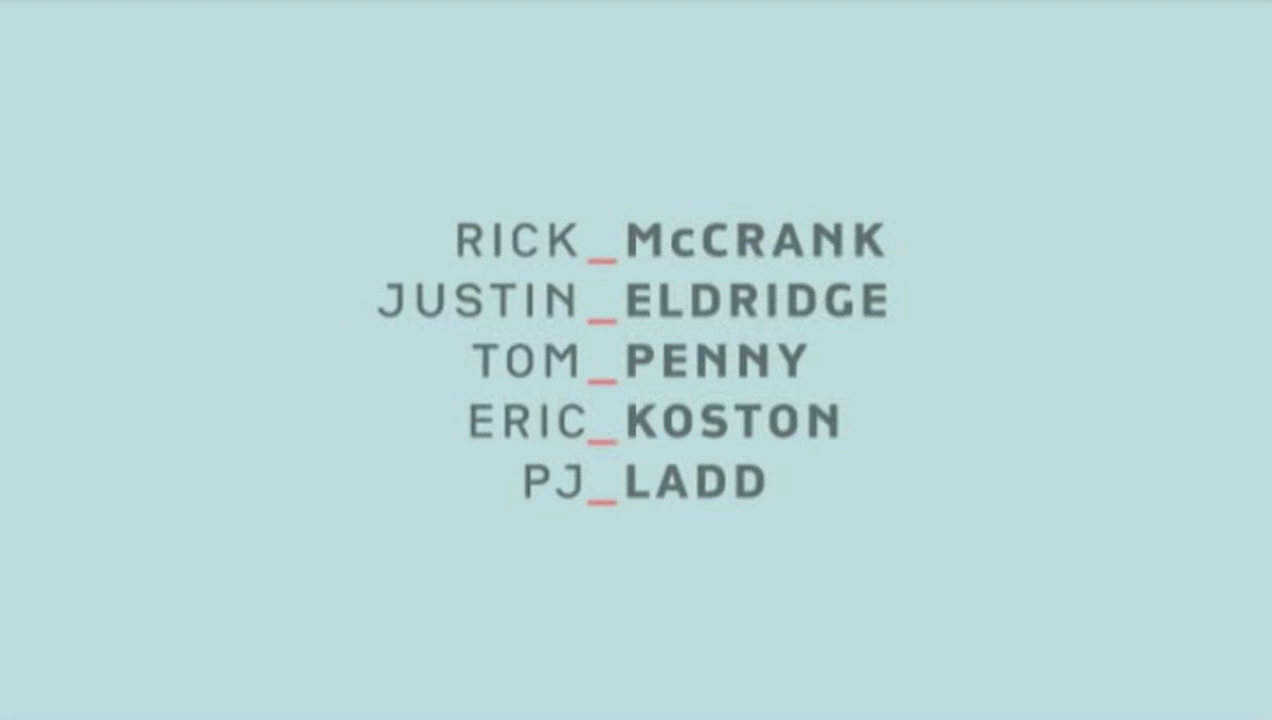 RICK_McCRANK
JUSTIN_ELDRIDGE
TOM_PENNY
ERIC_KOSTON
PJ_LADD